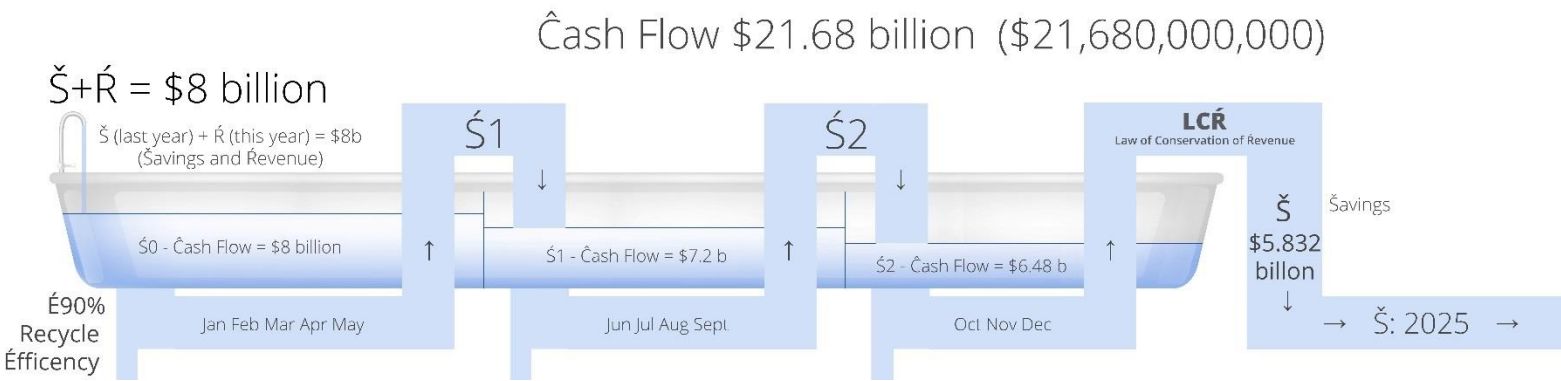 Ĉash Flow $21.68 billion ($21,680,000,000)
Š+Ŕ = $8 billion
Š (last year) + Ŕ (this year) = $8b
(Šavings and Ŕevenue)
Ś1
Ś2
LCŔ
Law of Conservation of Ŕevenue
↓
↓
Š
$5.832
billon
↓
Šavings
Ś0 - Ĉash Flow = $8 billion
↑
Ś1 - Ĉash Flow = $7.2 b
↑
Ś2 - Ĉash Flow = $6.48 b
↑
É90%
Recycle
Éfficency
Jan Feb Mar Apr May
Jun Jul Aug Sept
Oct Nov Dec
→ Š: 2025 →